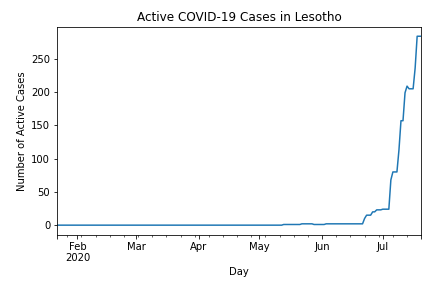 Active COVID-19 Cases in Lesotho
Number of Active Cases
250
200
150
100
50
0
Feb Mar Apr May Jun Jul
2020
Day